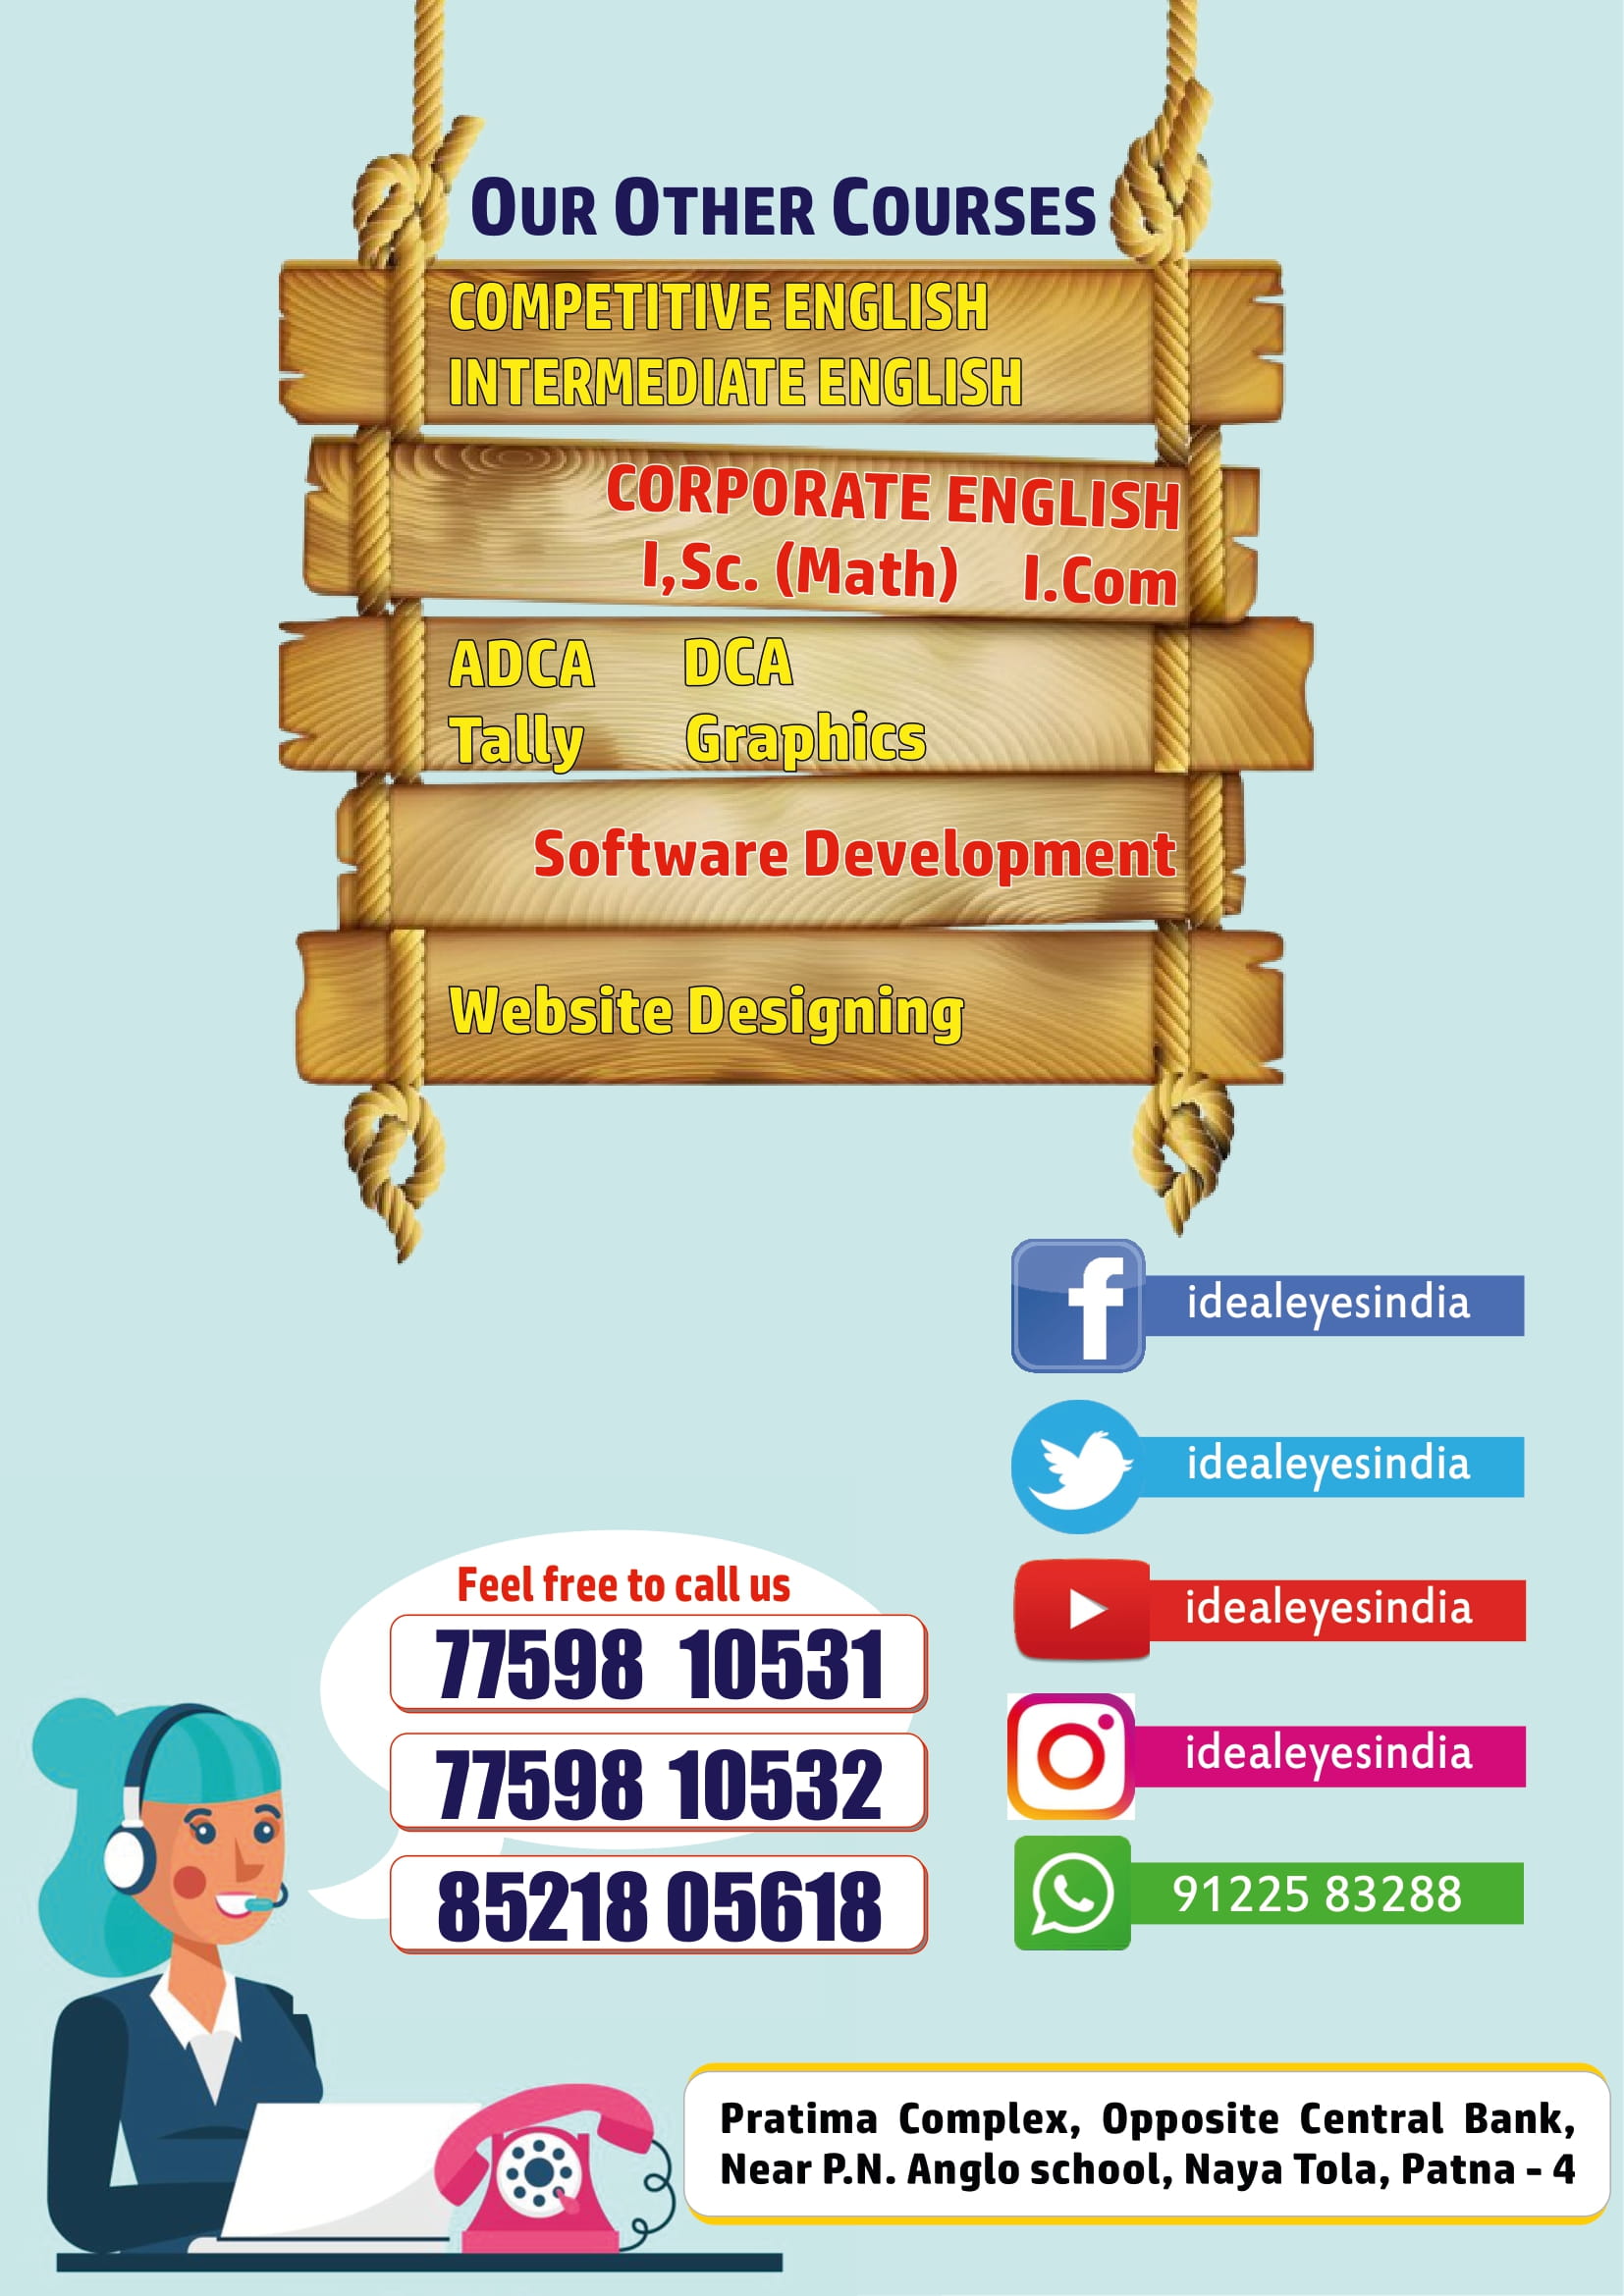 OUR OTHER COURSES
COMPETITIVE ENGLISH
INTERMEDIATE ENGLISH
CORPORATE ENGLISH
I,Sc. (Math) I.Com
ADCA DCA
Tally Graphics
Software Development
Website Designing
f idealeyesindia
idealeyesindia
idealeyesindia
idealeyesindia
91225 83288
Feel free to call us
77598 10531
77598 10532
85218 05618
Pratima Complex, Opposite Central Bank,
Near P.N. Anglo school, Naya Tola, Patna - 4